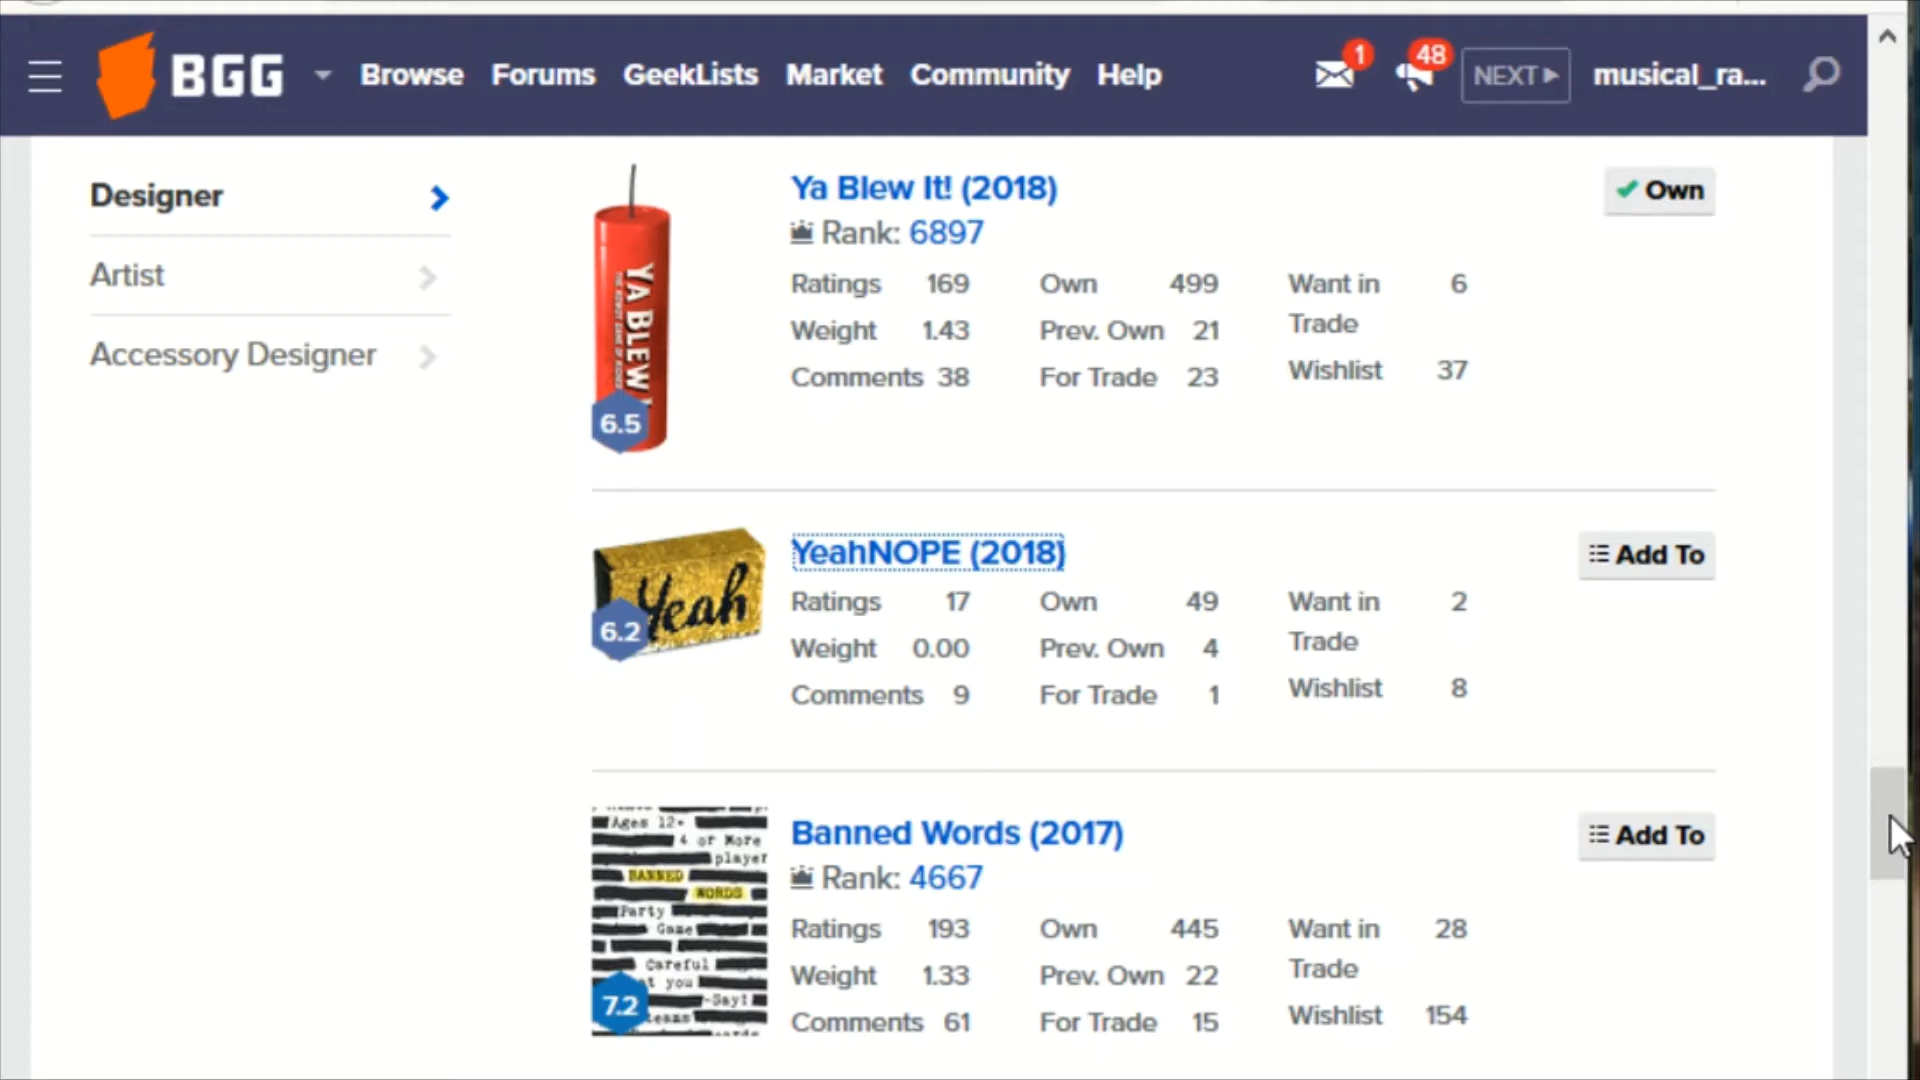 BGG Browse Forums GeekLists Market Community Help 1 48 NEXT musical_ra...
Designer
Artist
Accessory Designer
YA BLEW I
6.5
Ya Blew It! (2018)
Rank: 6897
Own
Ratings 169 Own 499 Want in Trade 6
Weight 1.43 Prev. Own 21
Comments 38 For Trade 23 Wishlist 37
Yeah
6.2
YeahNOPE (2018)
Add To
Ratings 17 Own 49 Want in Trade 2
Weight 0.00 Prev. Own 4
Comments 9 For Trade 1 Wishlist 8
Ages 12+
4 or More
player
BANNED
WORDS
Party
Game
Careful
t you
-Say!
7.2
Banned Words (2017)
Rank: 4667
Add To
Ratings 193 Own 445 Want in Trade 28
Weight 1.33 Prev. Own 22
Comments 61 For Trade 15 Wishlist 154